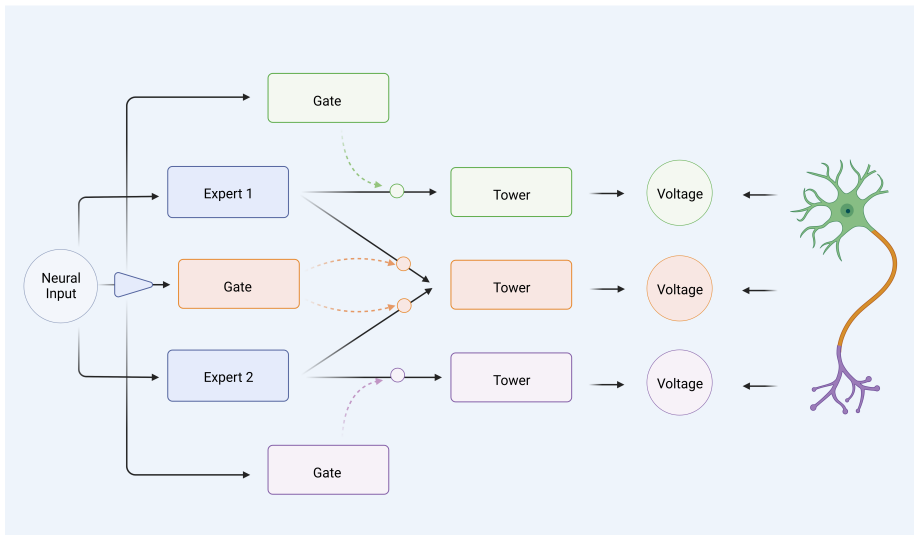 Gate
Expert 1
Tower
Voltage
Neural
Input
Gate
Tower
Voltage
Expert 2
Tower
Voltage
Gate